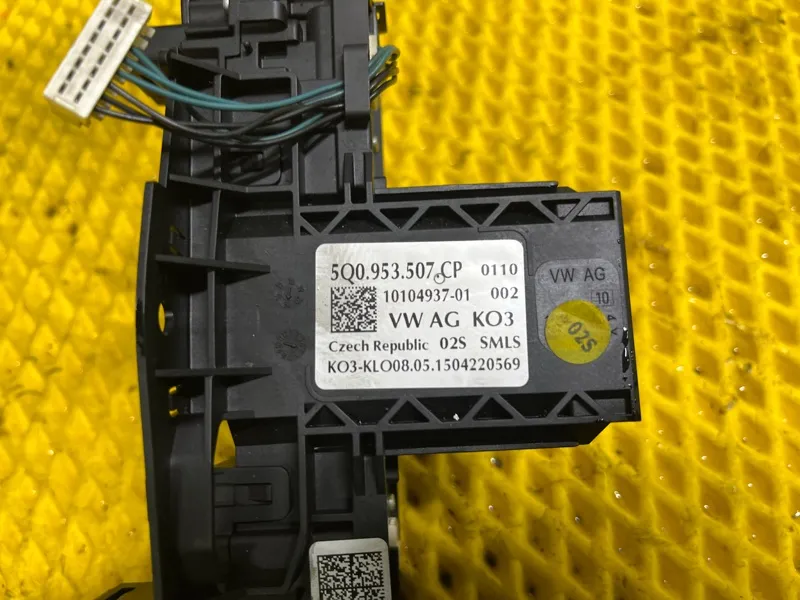 5Q0.953.507.CP 0110
10104937-01 002
VW AG KO3
Czech Republic 02S SMLS
KO3-KLO08.05.1504220569
VW AG
10
02S